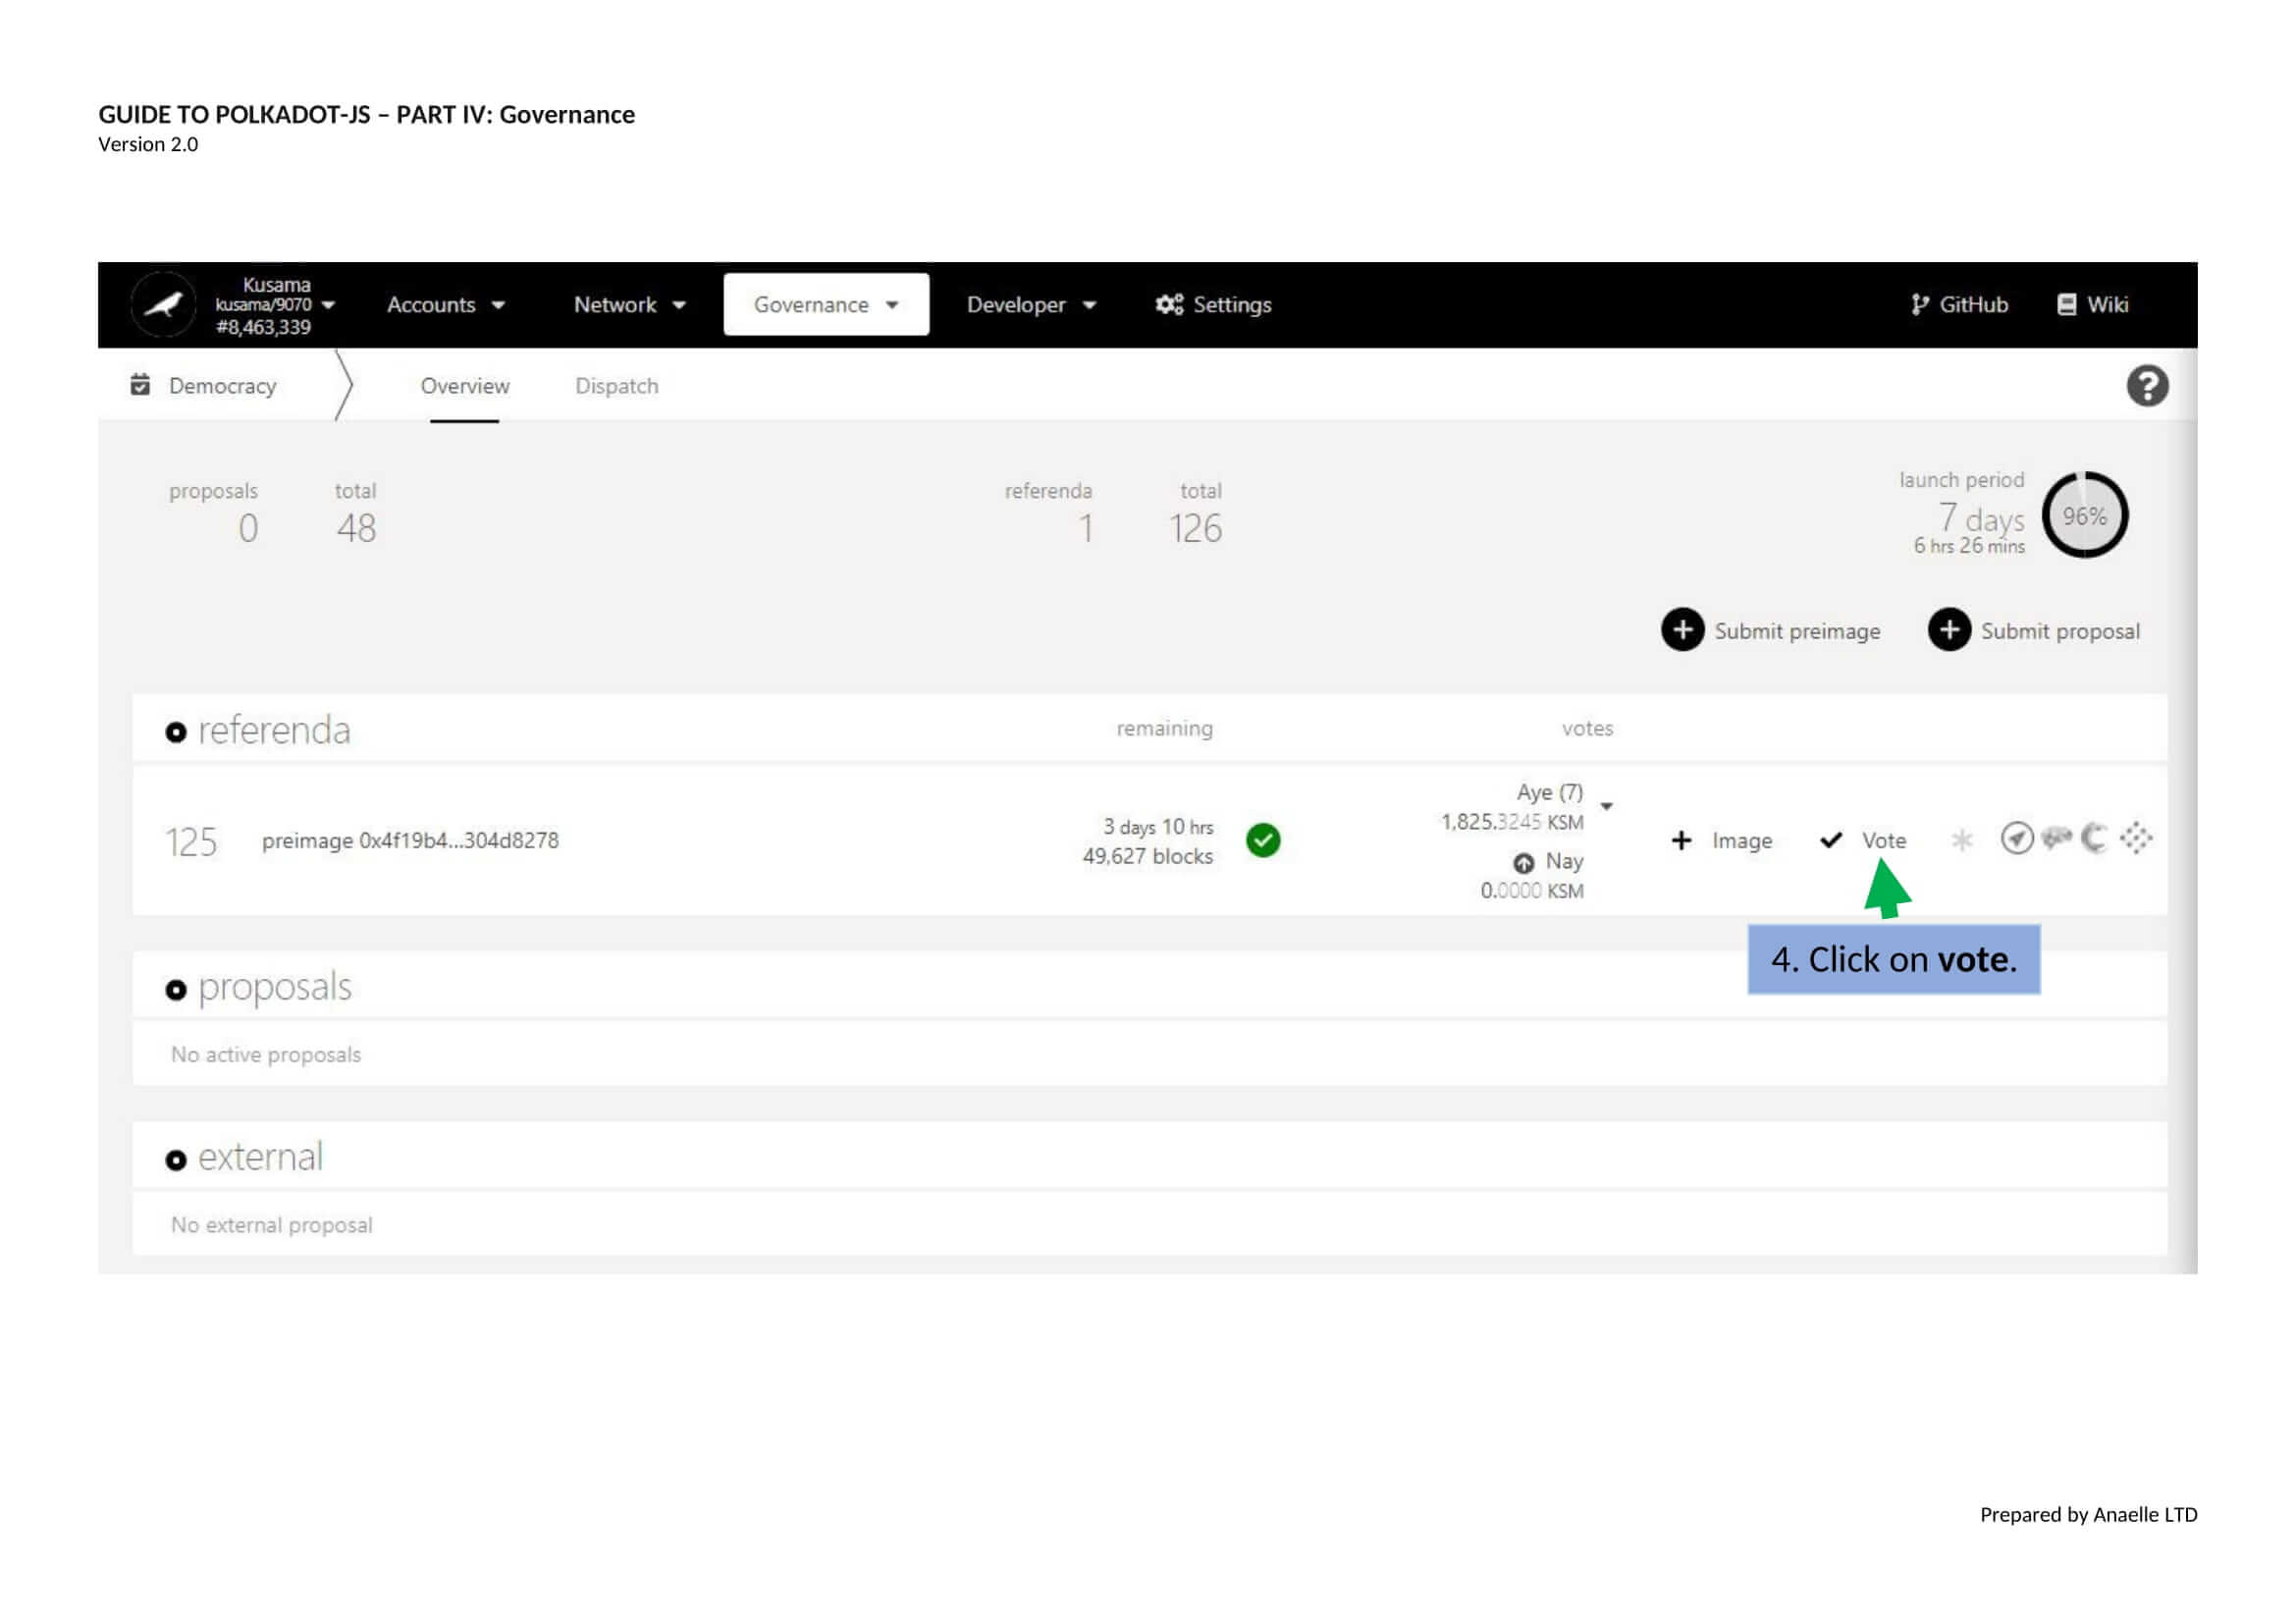 GUIDE TO POLKADOT-JS – PART IV: Governance
Version 2.0
Kusama
kusama/9070
#8,463,339
Accounts
Network
Governance
Developer
Settings
GitHub
Wiki
Democracy
Overview
Dispatch
proposals
0
total
48
referenda
1
total
126
launch period
7 days
6 hrs 26 mins
96%
Submit preimage
Submit proposal
referenda
remaining
votes
125
preimage 0x4f19b4...304d8278
3 days 10 hrs
49,627 blocks
Aye (7)
1,825.3245 KSM
Nay
0.0000 KSM
Image
Vote
4. Click on vote.
proposals
No active proposals
external
No external proposal
Prepared by Anaelle LTD